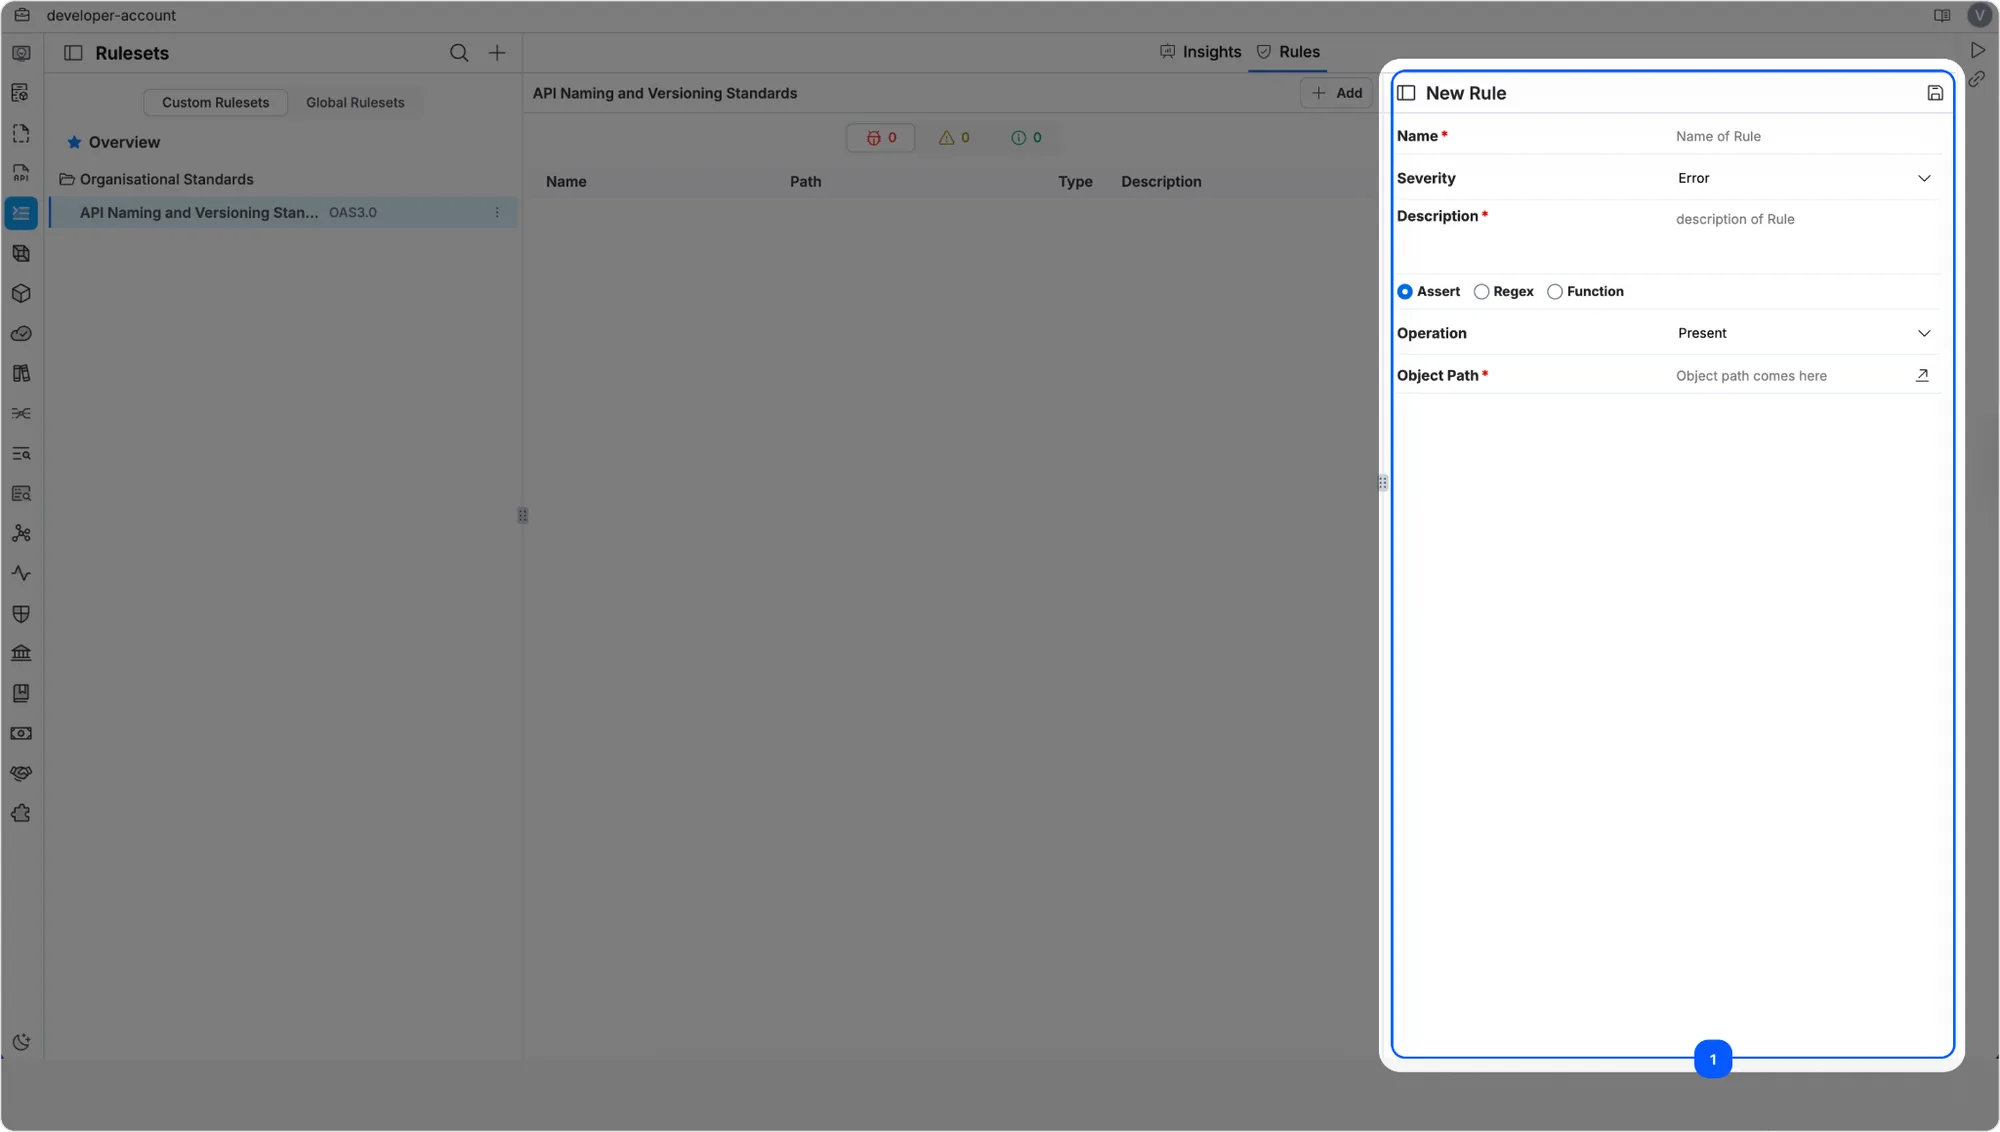 developer-account
V
Rulesets
Insights
Rules
Custom Rulesets
Global Rulesets
API Naming and Versioning Standards
Add
Overview
0
0
0
Organisational Standards
API Naming and Versioning Stan...
OAS3.0
Name
Path
Type
Description
API
New Rule
Name*
Name of Rule
Severity
Error
Description*
description of Rule
Assert
Regex
Function
Operation
Present
Object Path*
Object path comes here
1